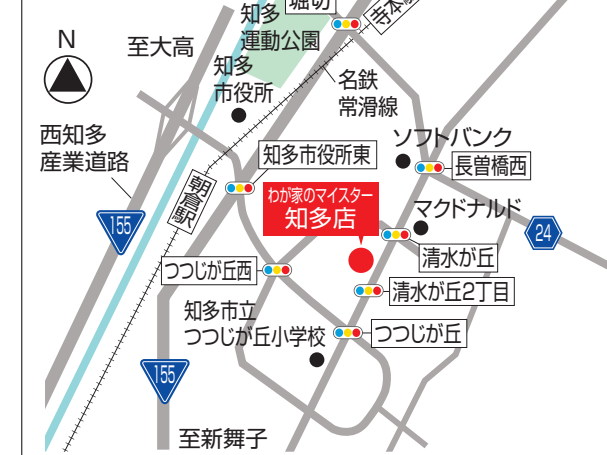 堀切
寺本
知多
運動公園
N
至大高
知多
市役所
名鉄
常滑線
西知多
産業道路
ソフトバンク
知多市役所東
長曽橋西
朝倉駅
わが家のマイスター
知多店
マクドナルド
155
24
清水が丘
つつじが丘西
清水が丘2丁目
知多市立
つつじが丘小学校
つつじが丘
155
至新舞子